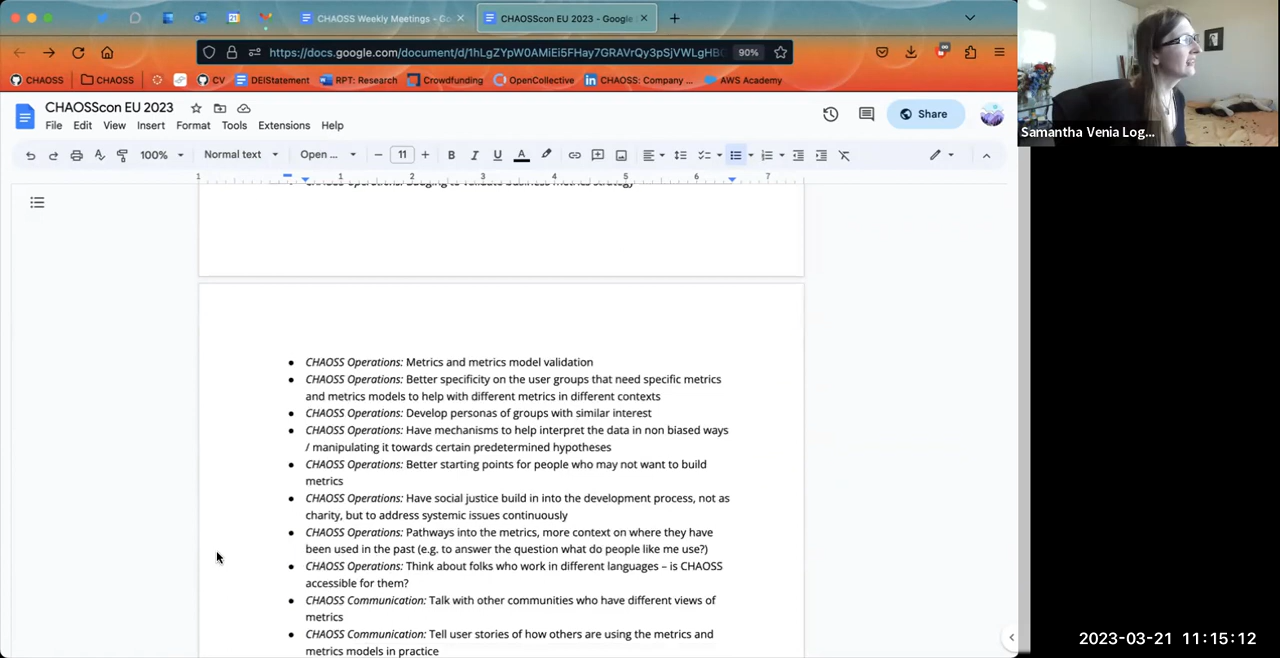 CHAOSS Weekly Meetings - Go
CHAOSScon EU 2023 - Google
https://docs.google.com/document/d/1hLgZYpW0AMiEi5FHay7GRAVrQy3pSjVWLgHBC
90%
CHAOSS
CHAOSS
CV
DEIStatement
RPT: Research
Crowdfunding
OpenCollective
CHAOSS: Company ...
AWS Academy
CHAOSScon EU 2023
File Edit View Insert Format Tools Extensions Help
Share
100% Normal text Open ... 11
1 1 2 3 4 5 6 7
CHAOSS Operations: Metrics and metrics model validation
CHAOSS Operations: Better specificity on the user groups that need specific metrics
and metrics models to help with different metrics in different contexts
CHAOSS Operations: Develop personas of groups with similar interest
CHAOSS Operations: Have mechanisms to help interpret the data in non biased ways
/ manipulating it towards certain predetermined hypotheses
CHAOSS Operations: Better starting points for people who may not want to build
metrics
CHAOSS Operations: Have social justice build in into the development process, not as
charity, but to address systemic issues continuously
CHAOSS Operations: Pathways into the metrics, more context on where they have
been used in the past (e.g. to answer the question what do people like me use?)
CHAOSS Operations: Think about folks who work in different languages – is CHAOSS
accessible for them?
CHAOSS Communication: Talk with other communities who have different views of
metrics
CHAOSS Communication: Tell user stories of how others are using the metrics and
metrics models in practice
Samantha Venia Log...
2023-03-21 11:15:12